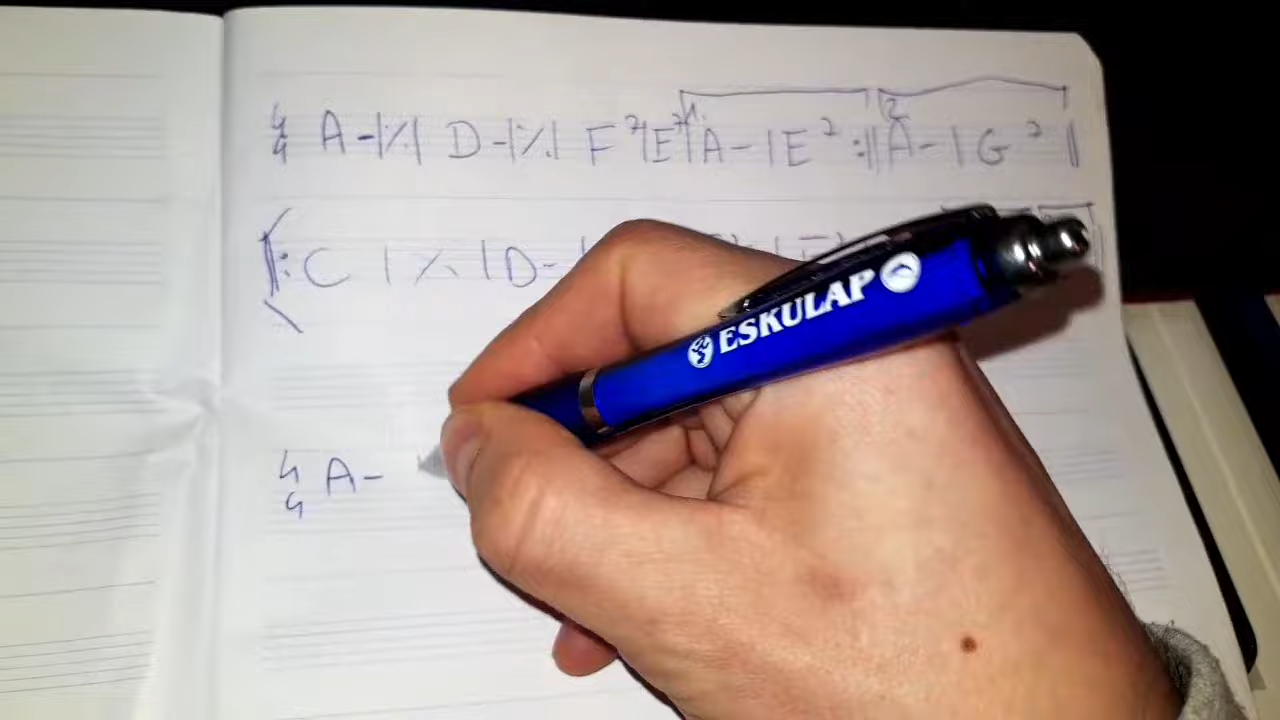 4/4 A- | % | D- | % | F7 | E7 | 1. A- | E7 :|| 2 A- | G7 ||
||: C | % | D- |
ESKULAP
4/4 A-